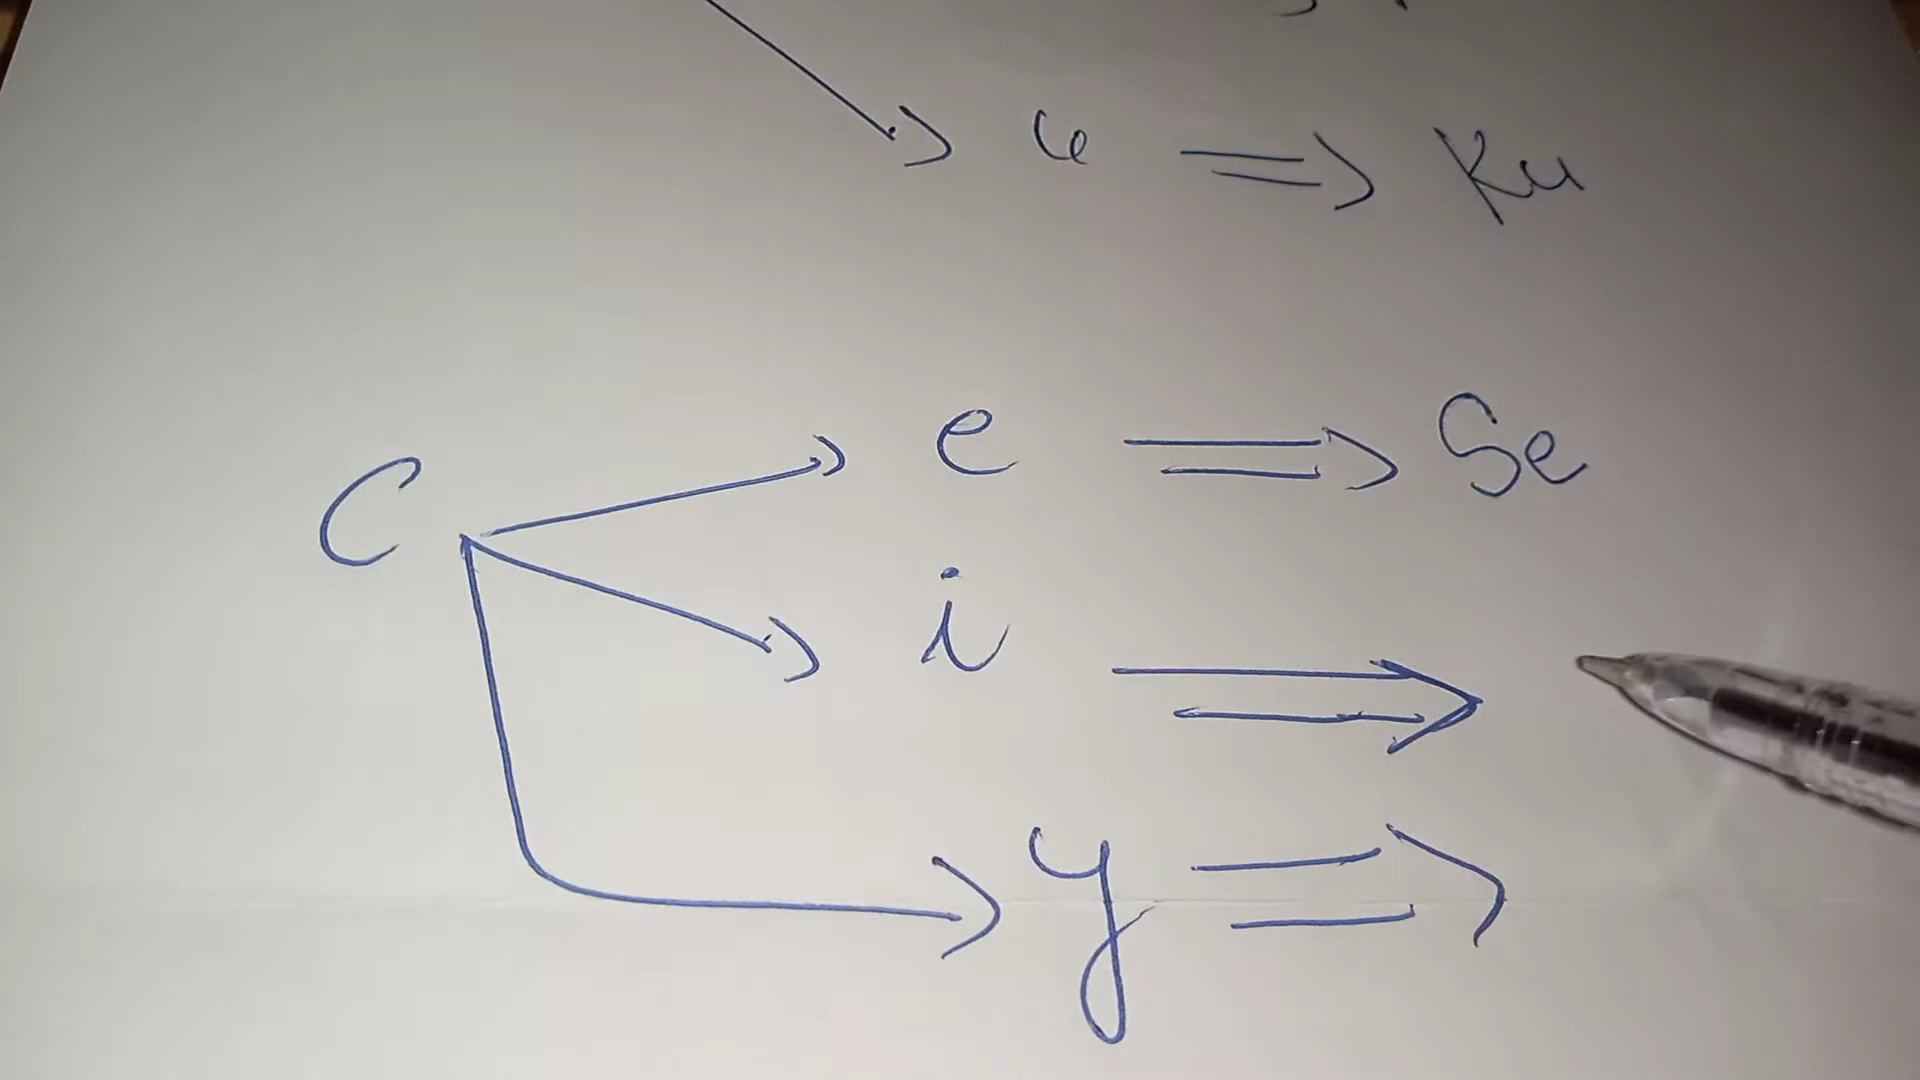 u ⇒ Ku
C → e ⇒ Se
→ i ⇒
→ y ⇒